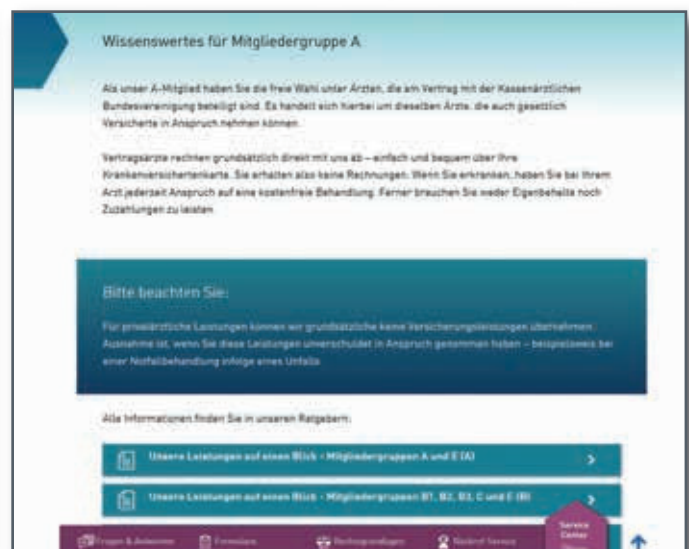 Wissenswertes für Mitgliedergruppe A
Als unser A-Mitglied haben Sie die freie Wahl unter Ärzten, die am Vertrag mit der Kassenärztlichen
Bundesvereinigung beteiligt sind. Es handelt sich hierbei um dieselben Ärzte, die auch gesetzlich
Versicherte in Anspruch nehmen können.
Vertragsärzte rechnen grundsätzlich direkt mit uns ab – einfach und bequem über Ihre
Krankenversichertenkarte. Sie erhalten also keine Rechnungen. Wenn Sie erkranken, haben Sie bei Ihrem
Arzt jederzeit Anspruch auf eine kostenfreie Behandlung. Ferner brauchen Sie weder Eigenbehalte noch
Zuzahlungen zu leisten.
Bitte beachten Sie:
Für privatärztliche Leistungen können wir grundsätzliche keine Versicherungsleistungen übernehmen.
Ausnahme ist, wenn Sie diese Leistungen unverschuldet in Anspruch genommen haben – beispielsweis bei
einer Notfallbehandlung infolge eines Unfalls.
Alle Informationen finden Sie in unseren Ratgebern:
Unsere Leistungen auf einen Blick - Mitgliedergruppen A und E (A)
Unsere Leistungen auf einen Blick - Mitgliedergruppen B1, B2, B3, C und E (B)
Fragen & Antworten
Formulare
Rechtsgrundlagen
Rückruf-Service
Service
Center